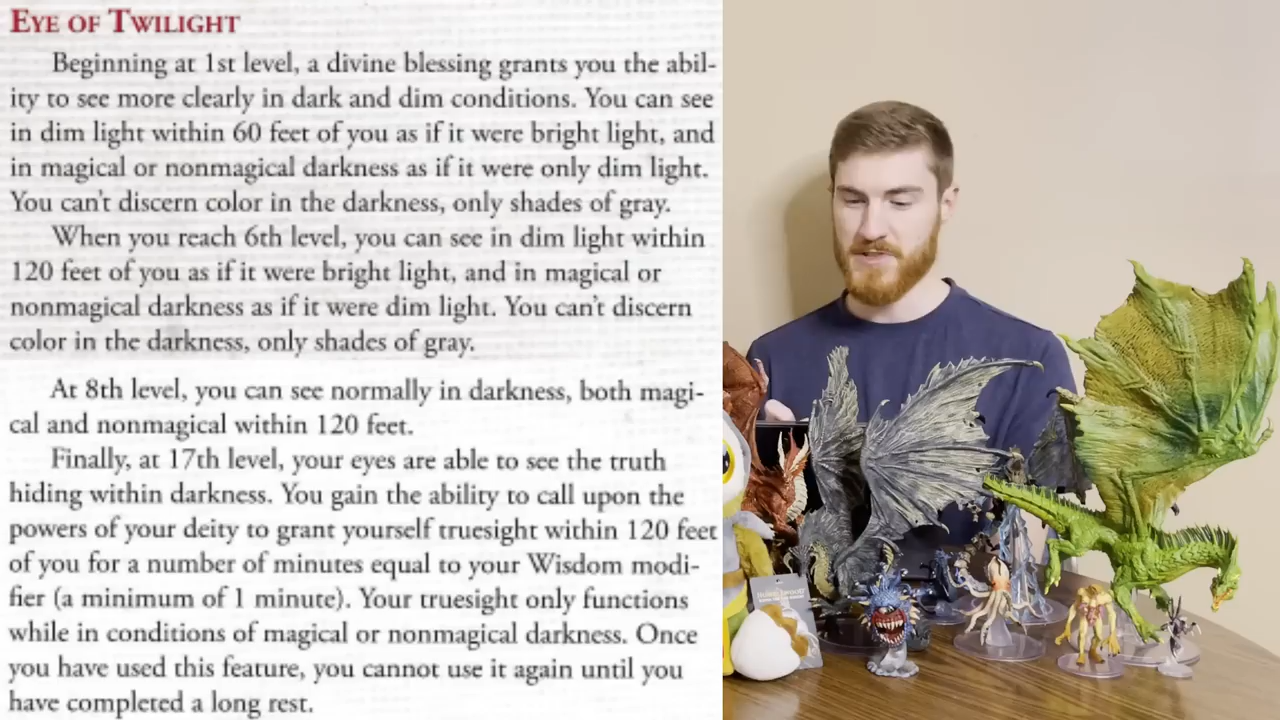 EYE OF TWILIGHT
Beginning at 1st level, a divine blessing grants you the abil-
ity to see more clearly in dark and dim conditions. You can see
in dim light within 60 feet of you as if it were bright light, and
in magical or nonmagical darkness as if it were only dim light.
You can't discern color in the darkness, only shades of gray.
When you reach 6th level, you can see in dim light within
120 feet of you as if it were bright light, and in magical or
nonmagical darkness as if it were dim light. You can't discern
color in the darkness, only shades of gray.
At 8th level, you can see normally in darkness, both magi-
cal and nonmagical within 120 feet.
Finally, at 17th level, your eyes are able to see the truth
hiding within darkness. You gain the ability to call upon the
powers of your deity to grant yourself truesight within 120 feet
of you for a number of minutes equal to your Wisdom modi-
fier (a minimum of 1 minute). Your truesight only functions
while in conditions of magical or nonmagical darkness. Once
you have used this feature, you cannot use it again until you
have completed a long rest.